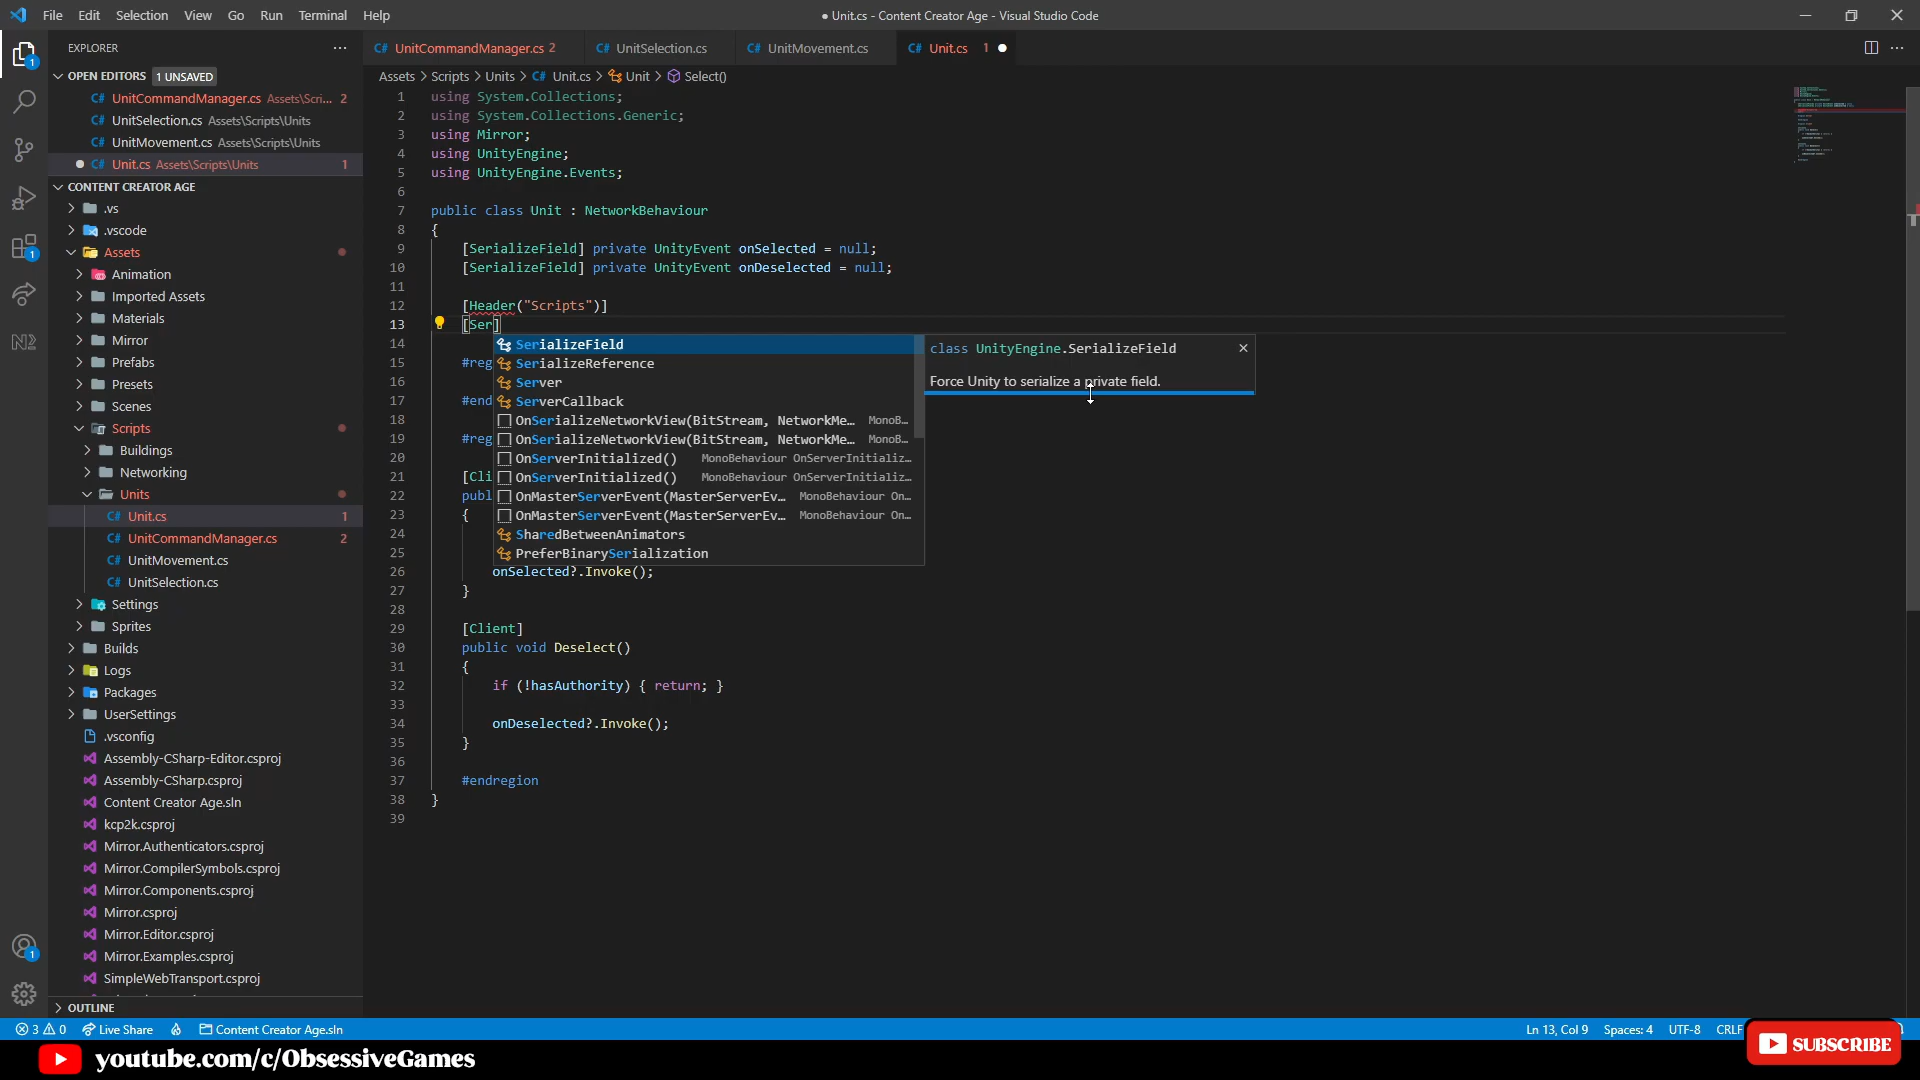 File Edit Selection View Go Run Terminal Help
● Unit.cs - Content Creator Age - Visual Studio Code
EXPLORER
OPEN EDITORS 1 UNSAVED
C# UnitCommandManager.cs Assets\Scri... 2
C# UnitSelection.cs Assets\Scripts\Units
C# UnitMovement.cs Assets\Scripts\Units
C# Unit.cs Assets\Scripts\Units 1
CONTENT CREATOR AGE
.vs
.vscode
Assets
Animation
Imported Assets
Materials
Mirror
Prefabs
Presets
Scenes
Scripts
Buildings
Networking
Units
C# Unit.cs 1
C# UnitCommandManager.cs 2
C# UnitMovement.cs
C# UnitSelection.cs
Settings
Sprites
Builds
Logs
Packages
UserSettings
.vsconfig
Assembly-CSharp-Editor.csproj
Assembly-CSharp.csproj
Content Creator Age.sln
kcp2k.csproj
Mirror.Authenticators.csproj
Mirror.CompilerSymbols.csproj
Mirror.Components.csproj
Mirror.csproj
Mirror.Editor.csproj
Mirror.Examples.csproj
SimpleWebTransport.csproj
OUTLINE
C# UnitCommandManager.cs 2 C# UnitSelection.cs C# UnitMovement.cs C# Unit.cs 1 ●
Assets > Scripts > Units > C# Unit.cs > Unit > Select()
1 using System.Collections;
2 using System.Collections.Generic;
3 using Mirror;
4 using UnityEngine;
5 using UnityEngine.Events;
6
7 public class Unit : NetworkBehaviour
8 {
9 [SerializeField] private UnityEvent onSelected = null;
10 [SerializeField] private UnityEvent onDeselected = null;
11
12 [Header("Scripts")]
13 [Ser]
14
15 #reg
16
17 #end
18
19 #reg
20
21 [Cli
22 publ
23 {
24
25
26 onSelected?.Invoke();
27 }
28
29 [Client]
30 public void Deselect()
31 {
32 if (!hasAuthority) { return; }
33
34 onDeselected?.Invoke();
35 }
36
37 #endregion
38 }
39
SerializeField
SerializeReference
Server
ServerCallback
OnSerializeNetworkView(BitStream, NetworkMe... MonoB...
OnSerializeNetworkView(BitStream, NetworkMe... MonoB...
OnServerInitialized() MonoBehaviour OnServerInitializ...
OnServerInitialized() MonoBehaviour OnServerInitializ...
OnMasterServerEvent(MasterServerEv... MonoBehaviour On...
OnMasterServerEvent(MasterServerEv... MonoBehaviour On...
SharedBetweenAnimators
PreferBinarySerialization
class UnityEngine.SerializeField
Force Unity to serialize a private field.
3 0 Live Share Content Creator Age.sln
Ln 13, Col 9 Spaces: 4 UTF-8 CRLF
youtube.com/c/ObsessiveGames
SUBSCRIBE